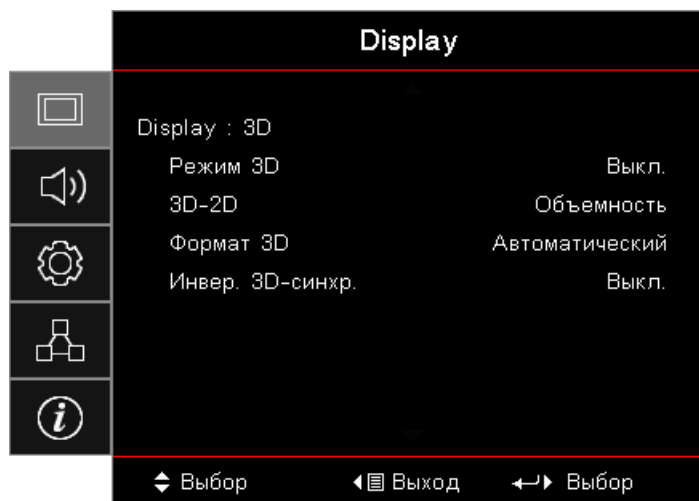 Display
Display : 3D
Режим 3D Выкл.
3D-2D Объемность
Формат 3D Автоматический
Инвер. 3D-синхр. Выкл.
Выбор Выход Выбор